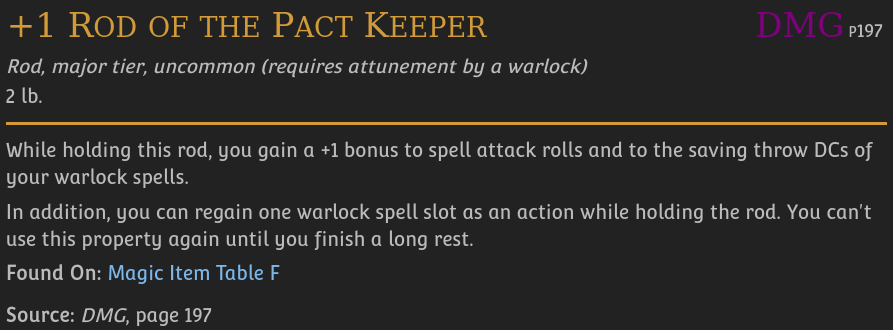 +1 Rod of the Pact Keeper DMG P197
Rod, major tier, uncommon (requires attunement by a warlock)
2 lb.
While holding this rod, you gain a +1 bonus to spell attack rolls and to the saving throw DCs of
your warlock spells.
In addition, you can regain one warlock spell slot as an action while holding the rod. You can't
use this property again until you finish a long rest.
Found On: Magic Item Table F
Source: DMG, page 197